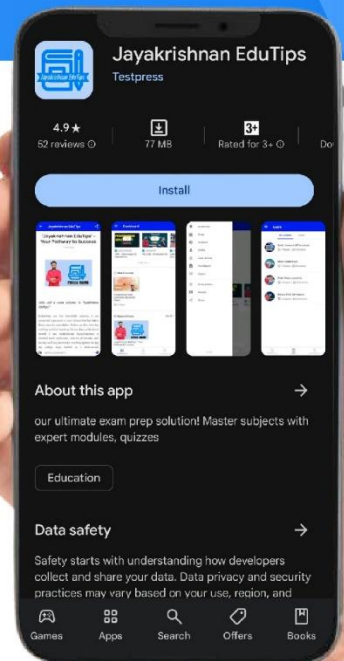 Jayakrishnan EduTips
Testpress
Jayakrishnan EduTips
4.9★
52 reviews
77 MB
3+
Rated for 3+
Do
Install
About this app
our ultimate exam prep solution! Master subjects with
expert modules, quizzes
Education
Data safety
Safety starts with understanding how developers
collect and share your data. Data privacy and security
practices may vary based on your use, region, and
Games
Apps
Search
Offers
Books